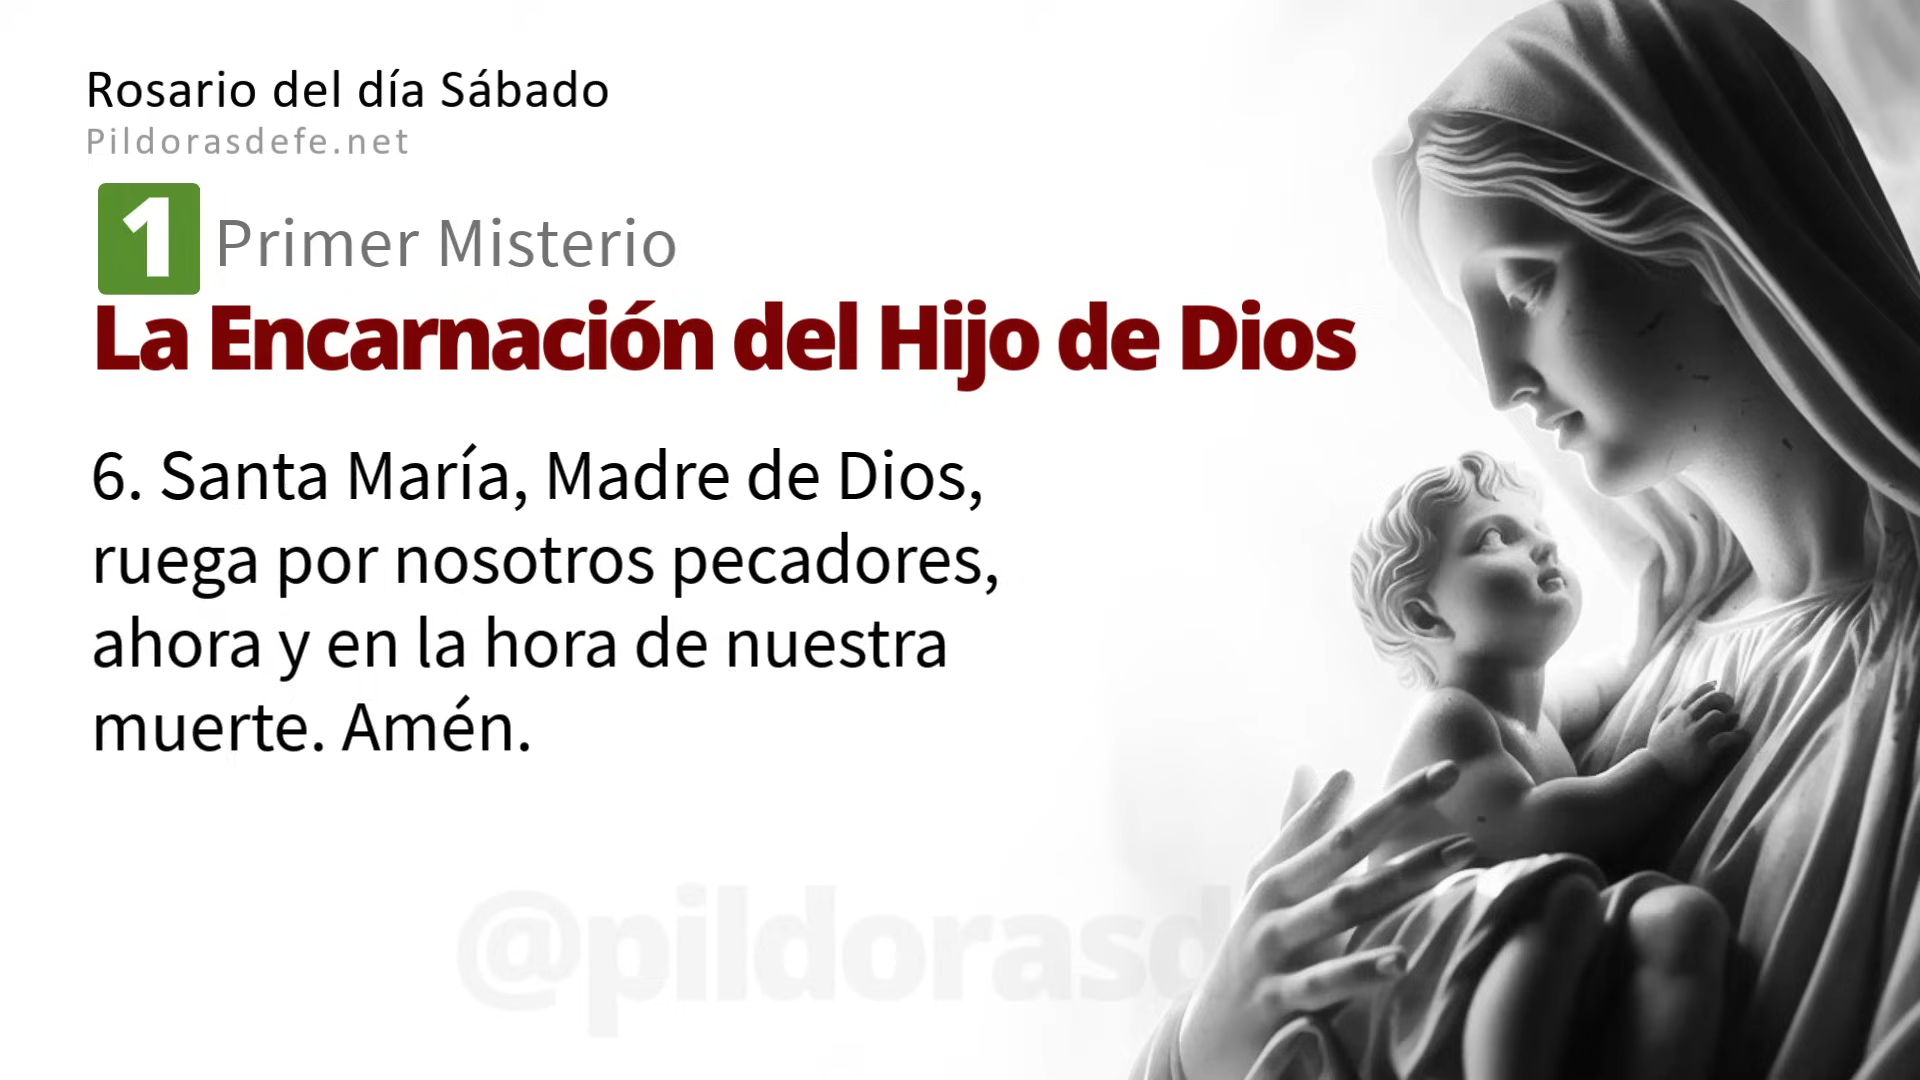 Rosario del día Sábado
Pildorasdefe.net
1 Primer Misterio
La Encarnación del Hijo de Dios
6. Santa María, Madre de Dios,
ruega por nosotros pecadores,
ahora y en la hora de nuestra
muerte. Amén.
@pildorasd